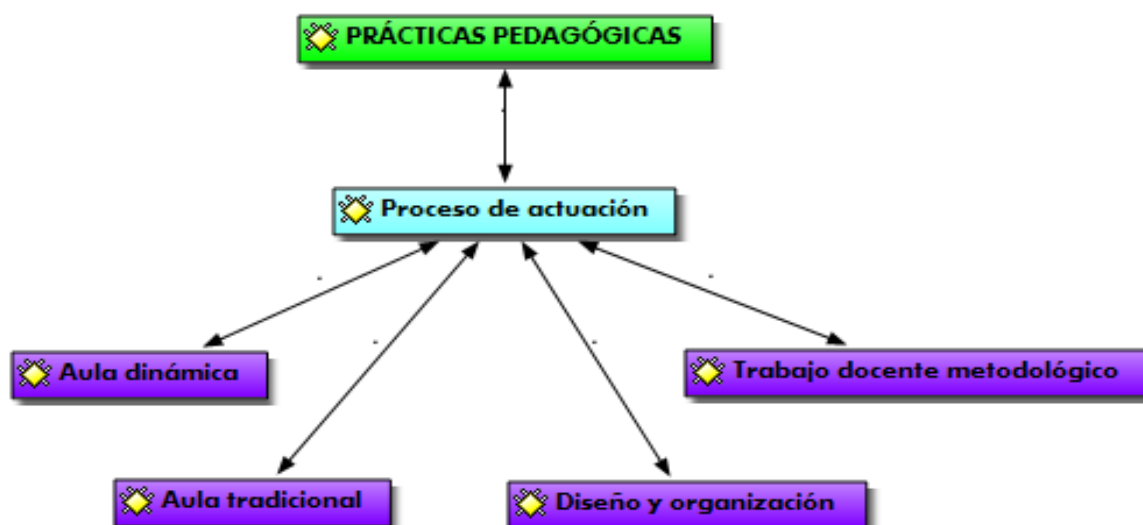 PRÁCTICAS PEDAGÓGICAS
Proceso de actuación
Aula dinámica
Trabajo docente metodológico
Aula tradicional
Diseño y organización